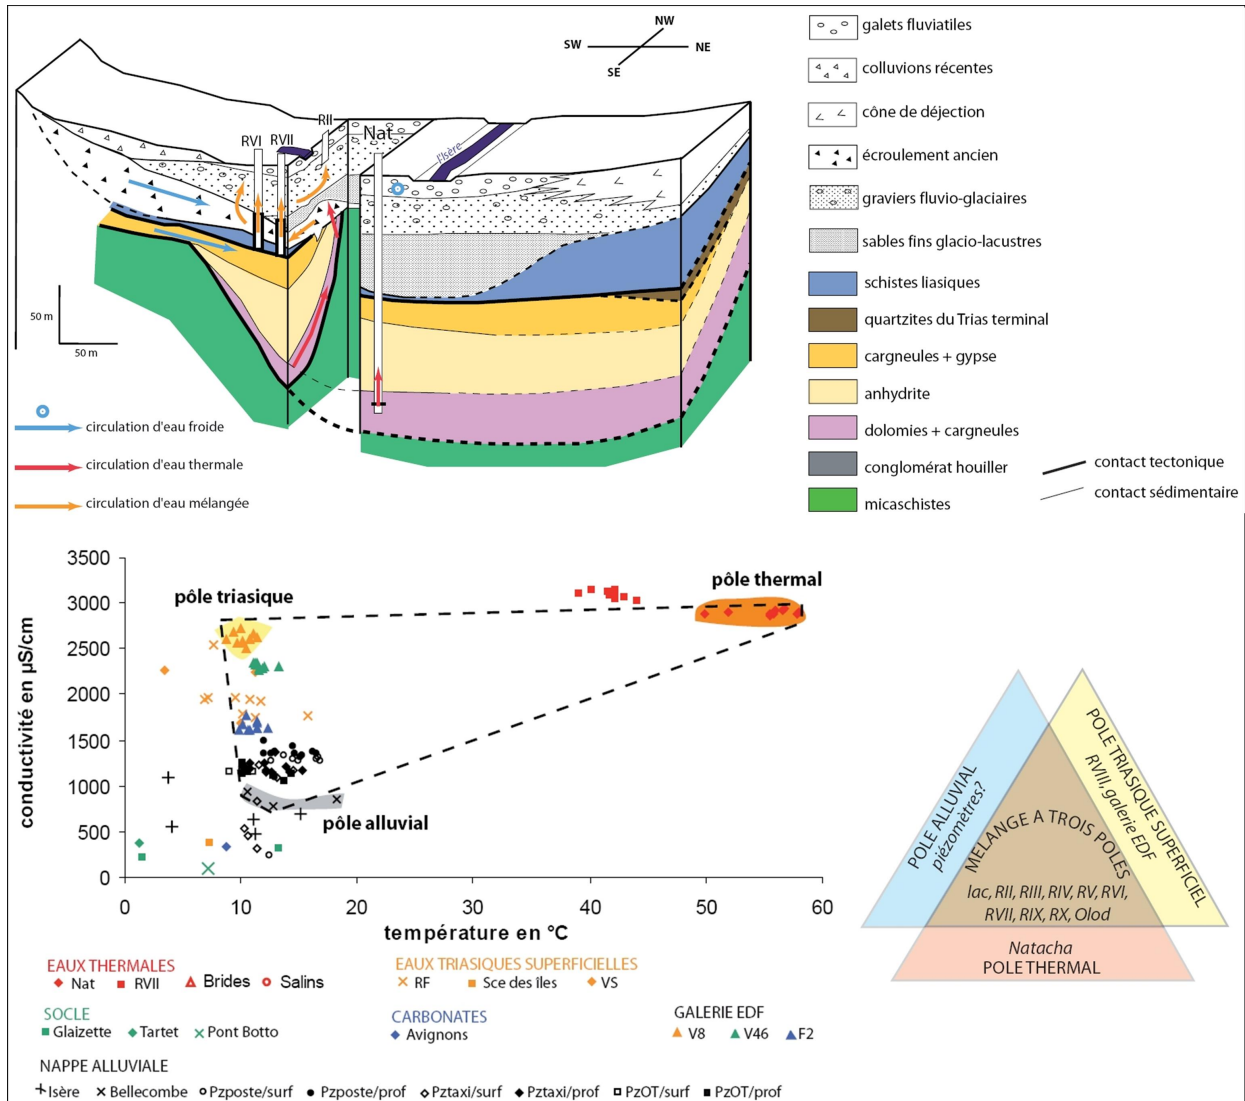 NW
SW
NE
SE
RVI
RVII
RII
Nat
l'Isère
50 m
50 m
circulation d'eau froide
circulation d'eau thermale
circulation d'eau mélangée
galets fluviatiles
colluvions récentes
cône de déjection
écroulement ancien
graviers fluvio-glaciaires
sables fins glacio-lacustres
schistes liasiques
quartzites du Trias terminal
cargneules + gypse
anhydrite
dolomies + cargneules
conglomérat houiller
micaschistes
contact tectonique
contact sédimentaire
conductivité en µS/cm
3500
3000
2500
2000
1500
1000
500
0
pôle triasique
pôle thermal
pôle alluvial
0 10 20 30 40 50 60
température en °C
EAUX THERMALES
Nat RVII Brides Salins
EAUX TRIASIQUES SUPERFICIELLES
RF Sce des îles VS
SOCLE
Glaizette Tartet Pont Botto
CARBONATES
Avignons
GALERIE EDF
V8 V46 F2
NAPPE ALLUVIALE
Isère Bellecombe Pzposte/surf Pzposte/prof Pztaxi/surf Pztaxi/prof PzOT/surf PzOT/prof
POLE ALLUVIAL
piézomètres?
POLE TRIASIQUE SUPERFICIEL
RVIII, galerie EDF
MELANGE A TROIS POLES
lac, RII, RIII, RIV, RV, RVI,
RVII, RIX, RX, Olod
Natacha
POLE THERMAL